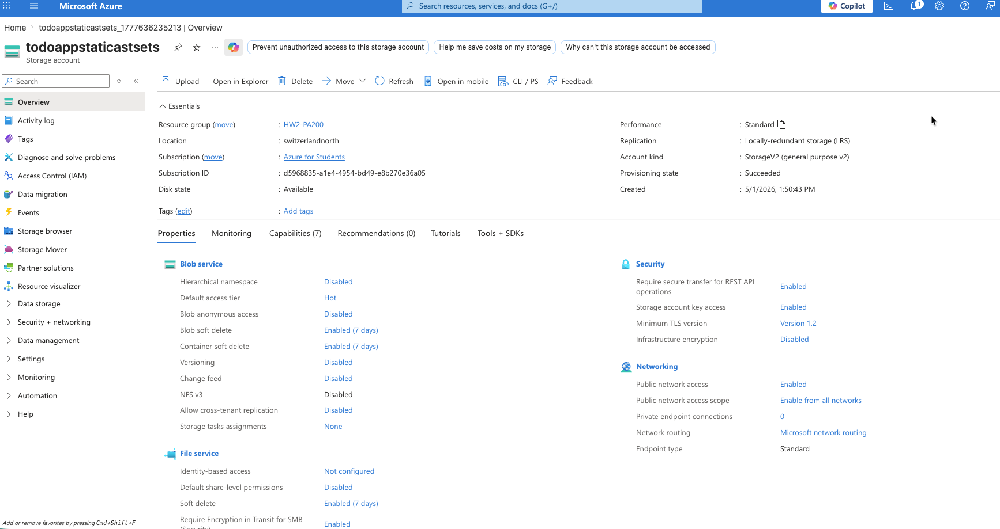 Microsoft Azure
Search resources, services, and docs (G+/)
Copilot
1
Home > todoappstaticastsets_1777636235213 | Overview
todoappstaticastsets
Storage account
Prevent unauthorized access to this storage account
Help me save costs on my storage
Why can't this storage account be accessed
Search
Overview
Activity log
Tags
Diagnose and solve problems
Access Control (IAM)
Data migration
Events
Storage browser
Storage Mover
Partner solutions
Resource visualizer
Data storage
Security + networking
Data management
Settings
Monitoring
Automation
Help
Add or remove favorites by pressing Cmd+Shift+F
Upload Open in Explorer Delete Move Refresh Open in mobile CLI / PS Feedback
Essentials
Resource group (move) : HW2-PA200
Location : switzerlandnorth
Subscription (move) : Azure for Students
Subscription ID : d5968835-a1e4-4954-bd49-e8b270e36a05
Disk state : Available
Tags (edit) : Add tags
Performance : Standard
Replication : Locally-redundant storage (LRS)
Account kind : StorageV2 (general purpose v2)
Provisioning state : Succeeded
Created : 5/1/2026, 1:50:43 PM
Properties Monitoring Capabilities (7) Recommendations (0) Tutorials Tools + SDKs
Blob service
Hierarchical namespace Disabled
Default access tier Hot
Blob anonymous access Disabled
Blob soft delete Enabled (7 days)
Container soft delete Enabled (7 days)
Versioning Disabled
Change feed Disabled
NFS v3 Disabled
Allow cross-tenant replication Disabled
Storage tasks assignments None
File service
Identity-based access Not configured
Default share-level permissions Disabled
Soft delete Enabled (7 days)
Require Encryption in Transit for SMB Enabled
(Security)
Security
Require secure transfer for REST API
operations Enabled
Storage account key access Enabled
Minimum TLS version Version 1.2
Infrastructure encryption Disabled
Networking
Public network access Enabled
Public network access scope Enable from all networks
Private endpoint connections 0
Network routing Microsoft network routing
Endpoint type Standard